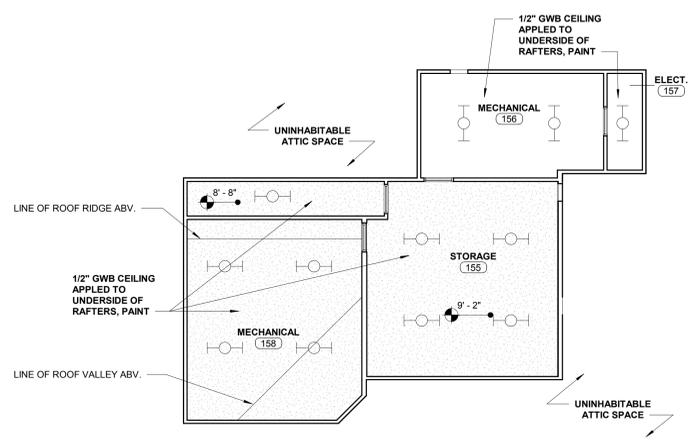 1/2" GWB CEILING
APPLED TO
UNDERSIDE OF
RAFTERS, PAINT
ELECT.
157
MECHANICAL
156
UNINHABITABLE
ATTIC SPACE
8' - 8"
LINE OF ROOF RIDGE ABV.
STORAGE
155
1/2" GWB CEILING
APPLED TO
UNDERSIDE OF
RAFTERS, PAINT
9' - 2"
MECHANICAL
158
LINE OF ROOF VALLEY ABV.
UNINHABITABLE
ATTIC SPACE